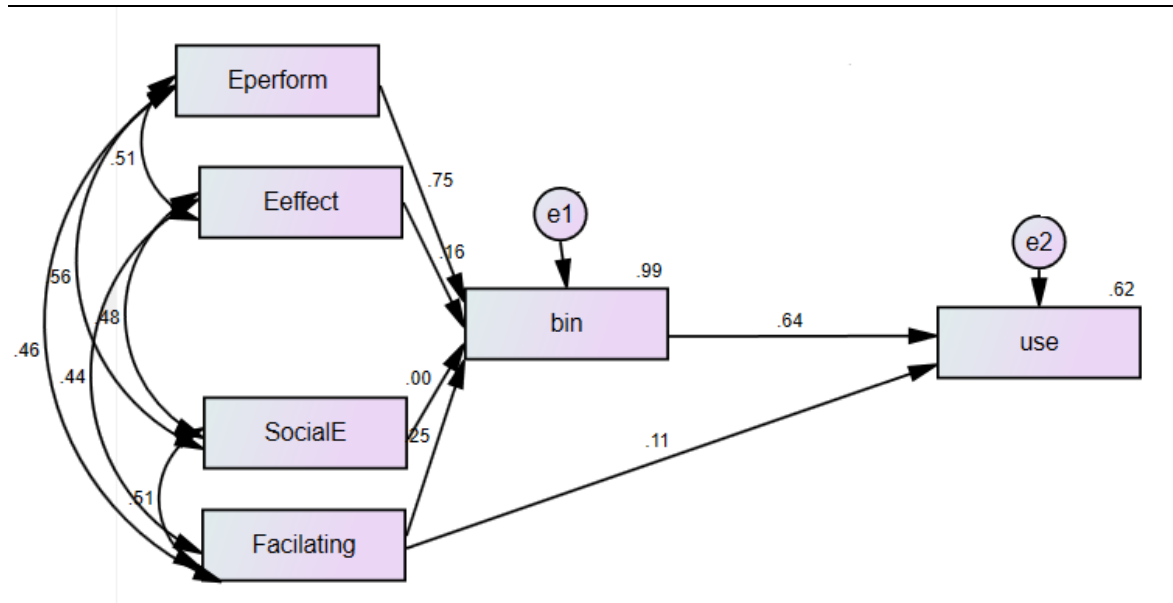 Eperform
.51
.75
Eeffect
e1
.16
e2
56
.99
.62
bin
.48
.64
use
.46
.44
.00
SocialE
25
.11
.51
Facilating